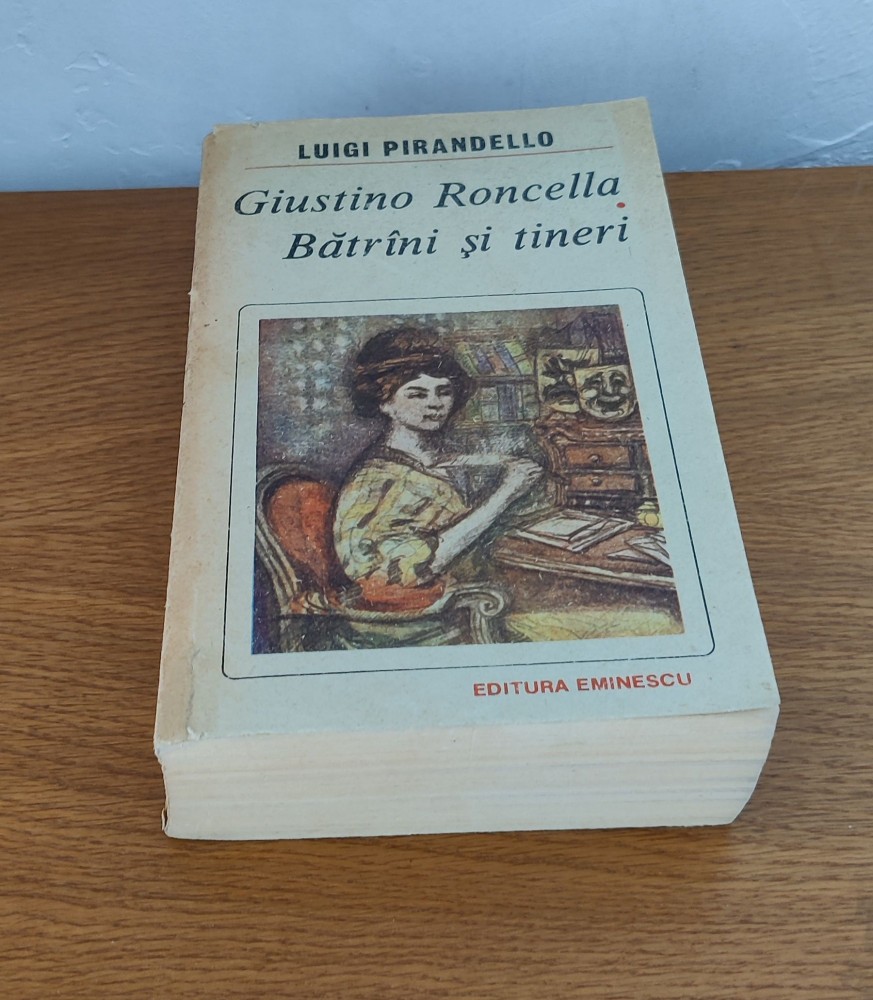 LUIGI PIRANDELLO
Giustino Roncella
Bătrîni şi tineri
EDITURA EMINESCU